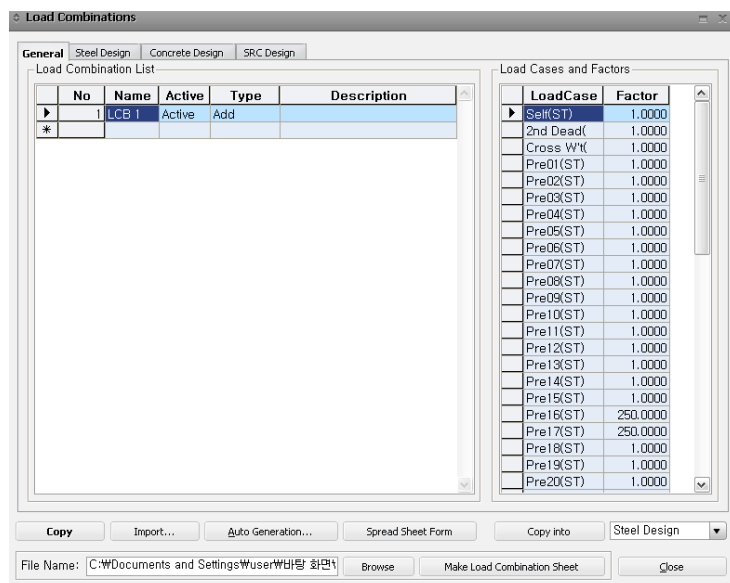 Load Combinations
General Steel Design Concrete Design SRC Design
Load Combination List
No Name Active Type Description
1 LCB 1 Active Add
Load Cases and Factors
LoadCase Factor
Self(ST) 1.0000
2nd Dead( 1.0000
Cross W't( 1.0000
Pre01(ST) 1.0000
Pre02(ST) 1.0000
Pre03(ST) 1.0000
Pre04(ST) 1.0000
Pre05(ST) 1.0000
Pre06(ST) 1.0000
Pre07(ST) 1.0000
Pre08(ST) 1.0000
Pre09(ST) 1.0000
Pre10(ST) 1.0000
Pre11(ST) 1.0000
Pre12(ST) 1.0000
Pre13(ST) 1.0000
Pre14(ST) 1.0000
Pre15(ST) 1.0000
Pre16(ST) 250.0000
Pre17(ST) 250.0000
Pre18(ST) 1.0000
Pre19(ST) 1.0000
Pre20(ST) 1.0000
Copy Import... Auto Generation... Spread Sheet Form Copy into Steel Design
File Name: C:₩Documents and Settings₩user₩바탕 화면₩ Browse Make Load Combination Sheet Close